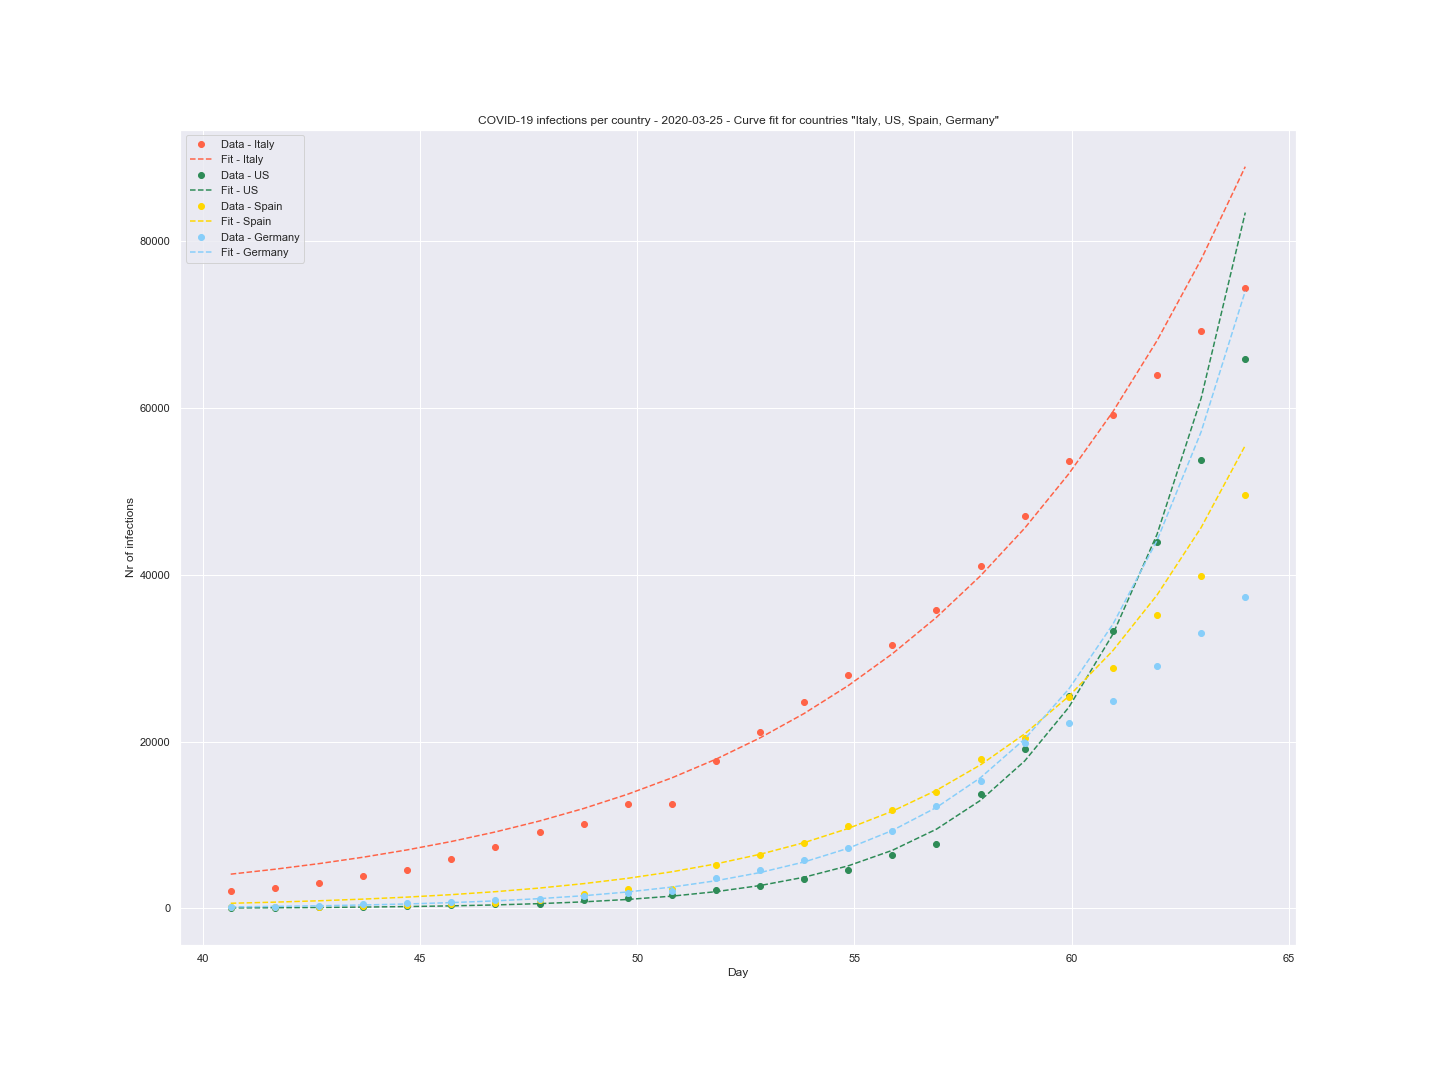 COVID-19 infections per country - 2020-03-25 - Curve fit for countries "Italy, US, Spain, Germany"
Data - Italy
Fit - Italy
Data - US
Fit - US
Data - Spain
Fit - Spain
Data - Germany
Fit - Germany
80000
60000
40000
20000
0
Nr of infections
40 45 50 55 60 65
Day